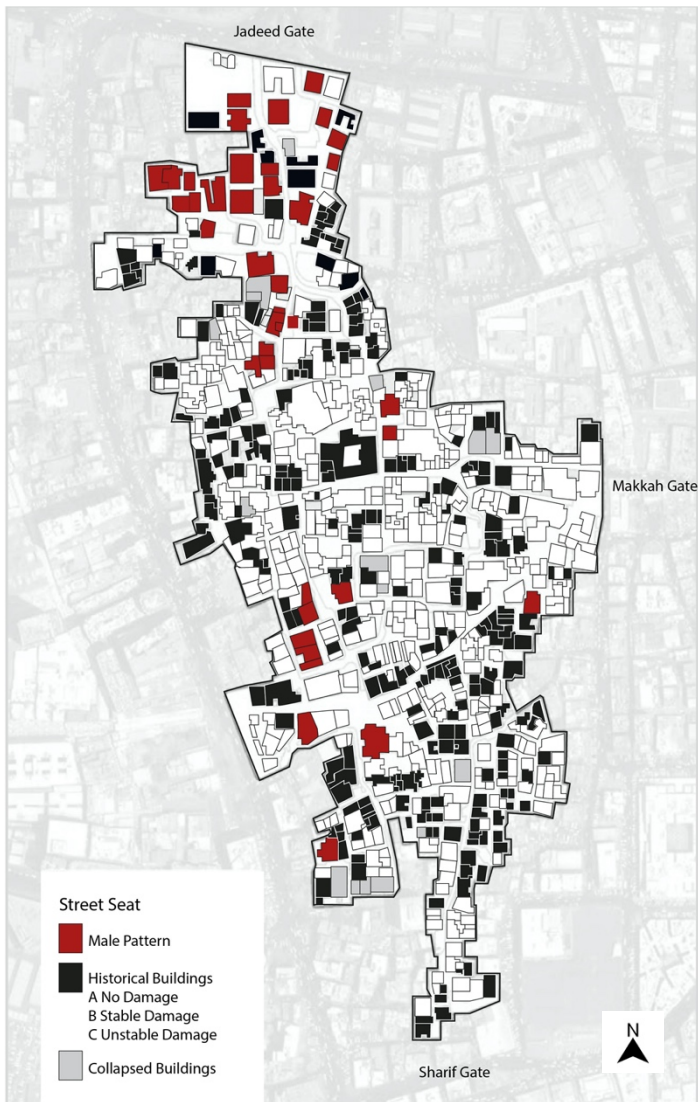 Jadeed Gate
Makkah Gate
Street Seat
Male Pattern
Historical Buildings
A No Damage
B Stable Damage
C Unstable Damage
Collapsed Buildings
N
Sharif Gate